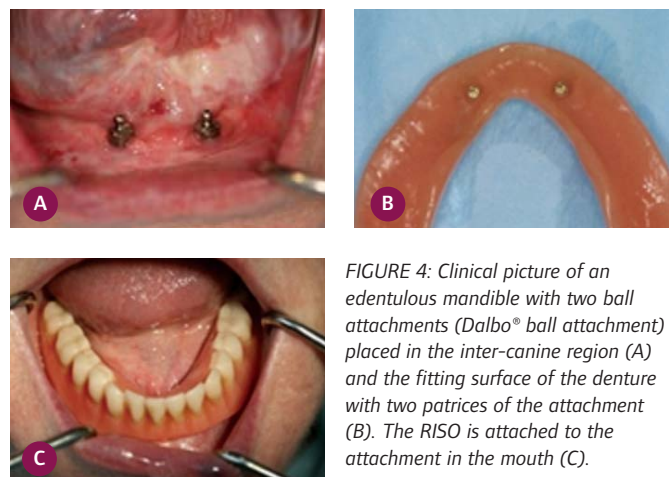 A
B
C
FIGURE 4: Clinical picture of an
edentulous mandible with two ball
attachments (Dalbo® ball attachment)
placed in the inter-canine region (A)
and the fitting surface of the denture
with two patrices of the attachment
(B). The RISO is attached to the
attachment in the mouth (C).